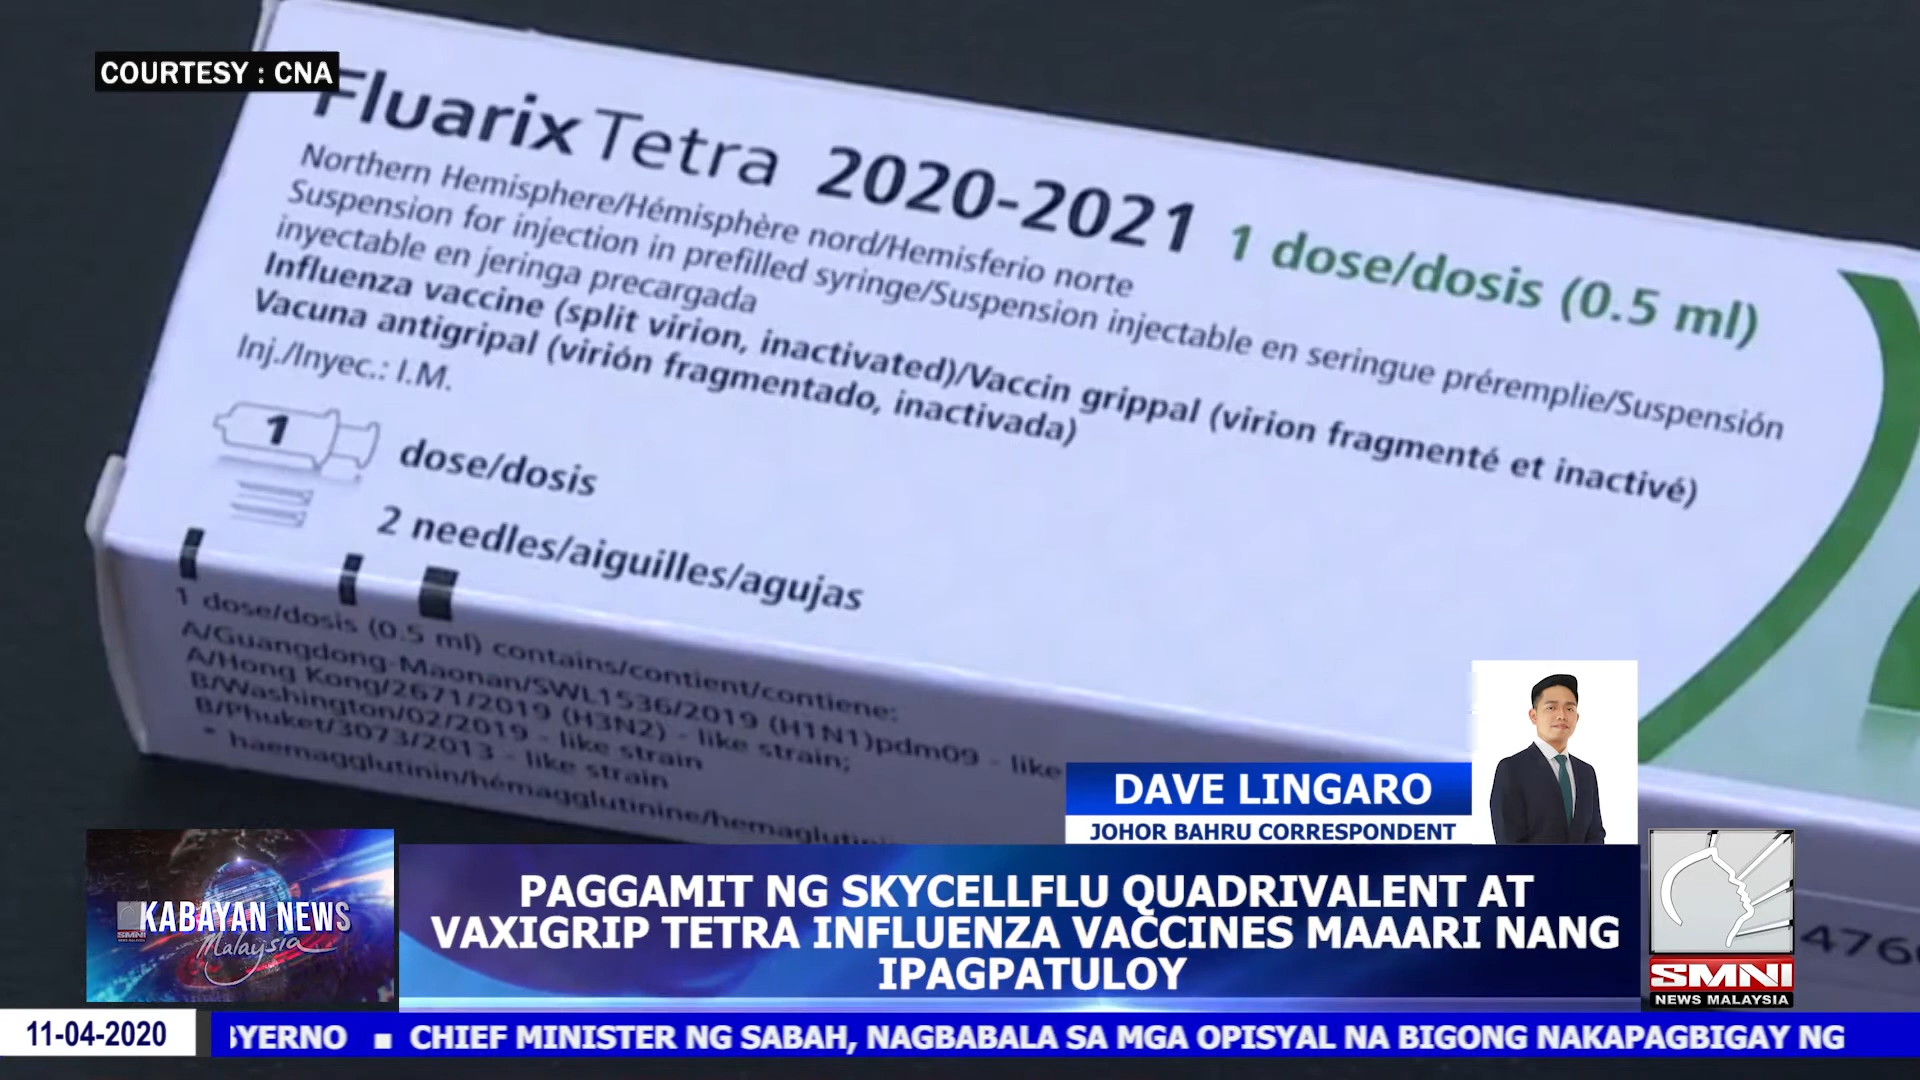 COURTESY : CNA
Fluarix Tetra 2020-2021 1 dose/dosis (0.5 ml)
Northern Hemisphere/Hémisphère nord/Hemisferio norte
Suspension for injection in prefilled syringe/Suspension injectable en seringue préremplie/Suspensión
inyectable en jeringa precargada
Influenza vaccine (split virion, inactivated)/Vaccin grippal (virion fragmenté et inactivé)
Vacuna antigripal (virión fragmentado, inactivada)
Inj./Inyec.: I.M.
1 dose/dosis
2 needles/aiguilles/agujas
1 dose/dosis (0.5 ml) contains/contient/contiene:
A/Guangdong-Maonan/SWL1536/2019 (H1N1)pdm09 - like
A/Hong Kong/2671/2019 (H3N2) - like strain;
B/Washington/02/2019 - like strain
B/Phuket/3073/2013 - like strain
* haemagglutinin/hémagglutinine/
DAVE LINGARO
JOHOR BAHRU CORRESPONDENT
PAGGAMIT NG SKYCELLFLU QUADRIVALENT AT
VAXIGRIP TETRA INFLUENZA VACCINES MAAARI NANG
IPAGPATULOY
KABAYAN NEWS
Malaysia
SMNI
NEWS MALAYSIA
11-04-2020
BYERNO ■ CHIEF MINISTER NG SABAH, NAGBABALA SA MGA OPISYAL NA BIGONG NAKAPAGBIGAY NG